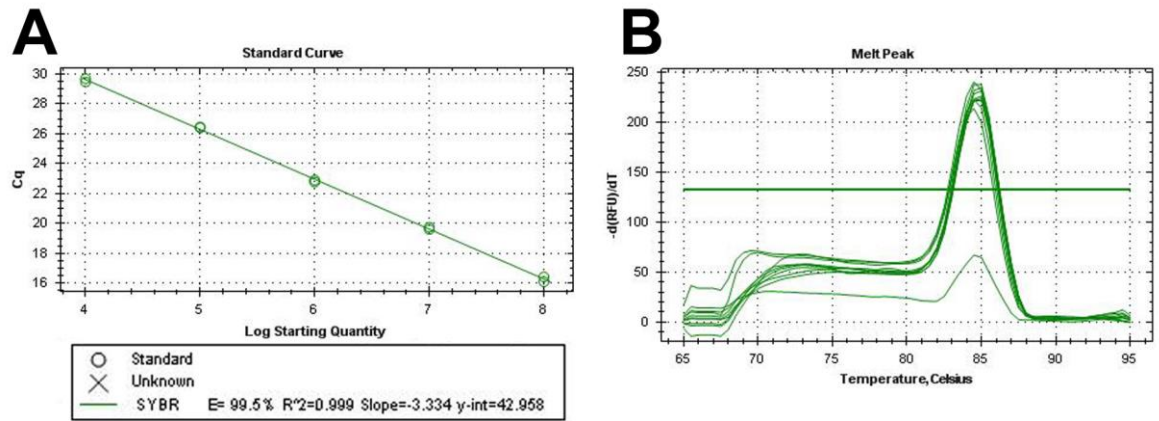 A
Standard Curve
30
28
26
24
22
20
18
16
Cq
4 5 6 7 8
Log Starting Quantity
Standard
Unknown
SYBR E= 99.5% R^2=0.999 Slope=-3.334 y-int=42.958
B
Melt Peak
250
200
150
100
50
0
-d(RFU)/dT
65 70 75 80 85 90 95
Temperature, Celsius